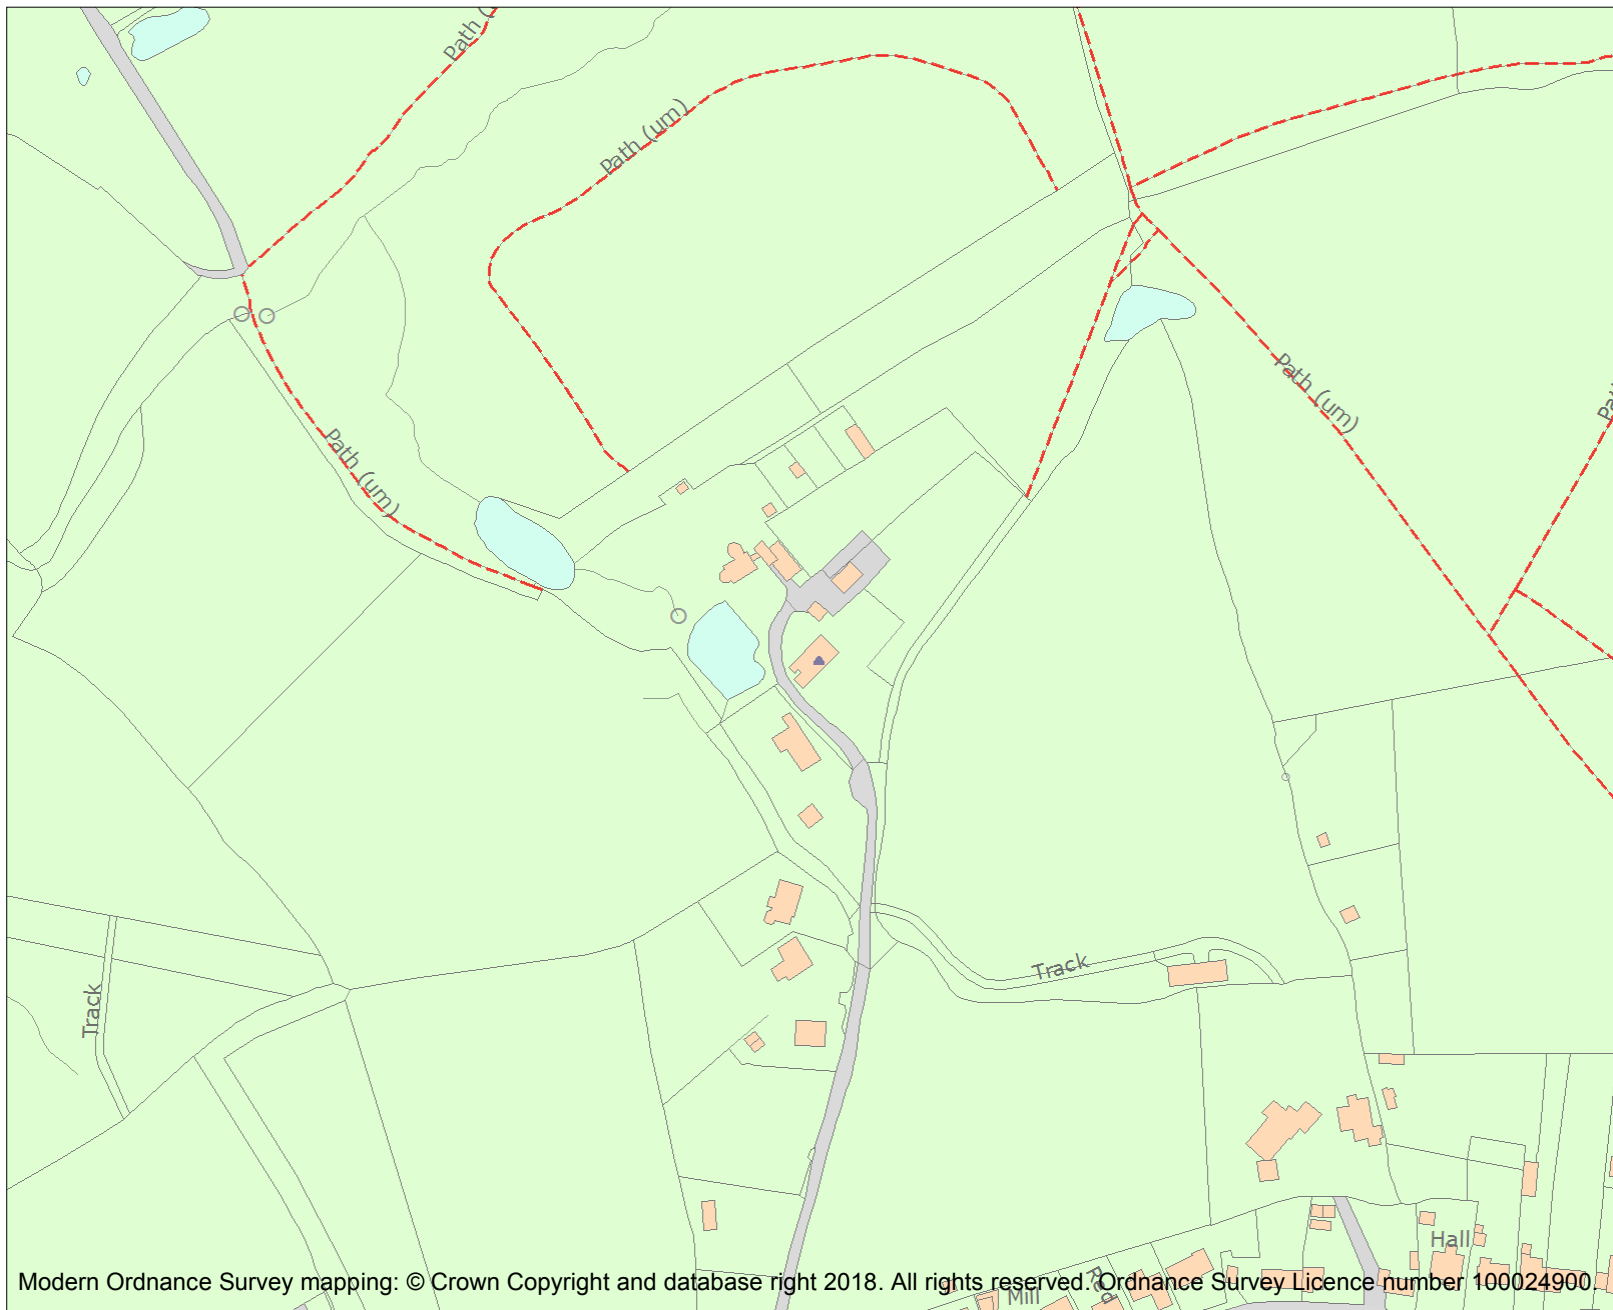 Path (
Path (um)
Path (um)
Path (um)
Track
Track
Hall
Mill
Red
Modern Ordnance Survey mapping: © Crown Copyright and database right 2018. All rights reserved. Ordnance Survey Licence number 100024900.